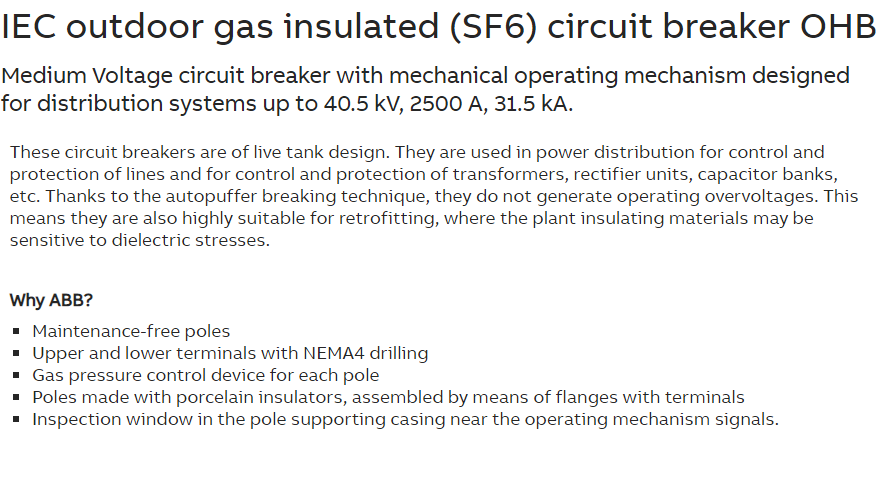 IEC outdoor gas insulated (SF6) circuit breaker OHB
Medium Voltage circuit breaker with mechanical operating mechanism designed
for distribution systems up to 40.5 kV, 2500 A, 31.5 kA.
These circuit breakers are of live tank design. They are used in power distribution for control and
protection of lines and for control and protection of transformers, rectifier units, capacitor banks,
etc. Thanks to the autopuffer breaking technique, they do not generate operating overvoltages. This
means they are also highly suitable for retrofitting, where the plant insulating materials may be
sensitive to dielectric stresses.
Why ABB?
▪ Maintenance-free poles
▪ Upper and lower terminals with NEMA4 drilling
▪ Gas pressure control device for each pole
▪ Poles made with porcelain insulators, assembled by means of flanges with terminals
▪ Inspection window in the pole supporting casing near the operating mechanism signals.